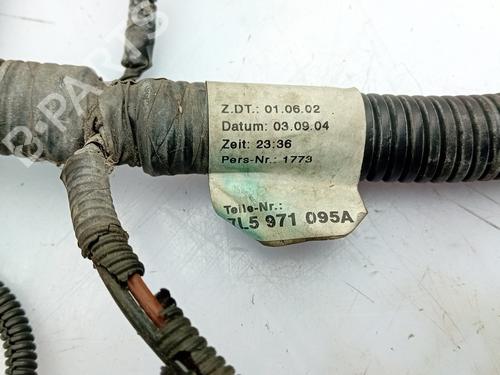 B-PARTS
Z.DT.: 01.06.02
Datum: 03.09.04
Zeit: 23:36
Pers-Nr.: 1773
Teile-Nr.:
7L5 971 095A